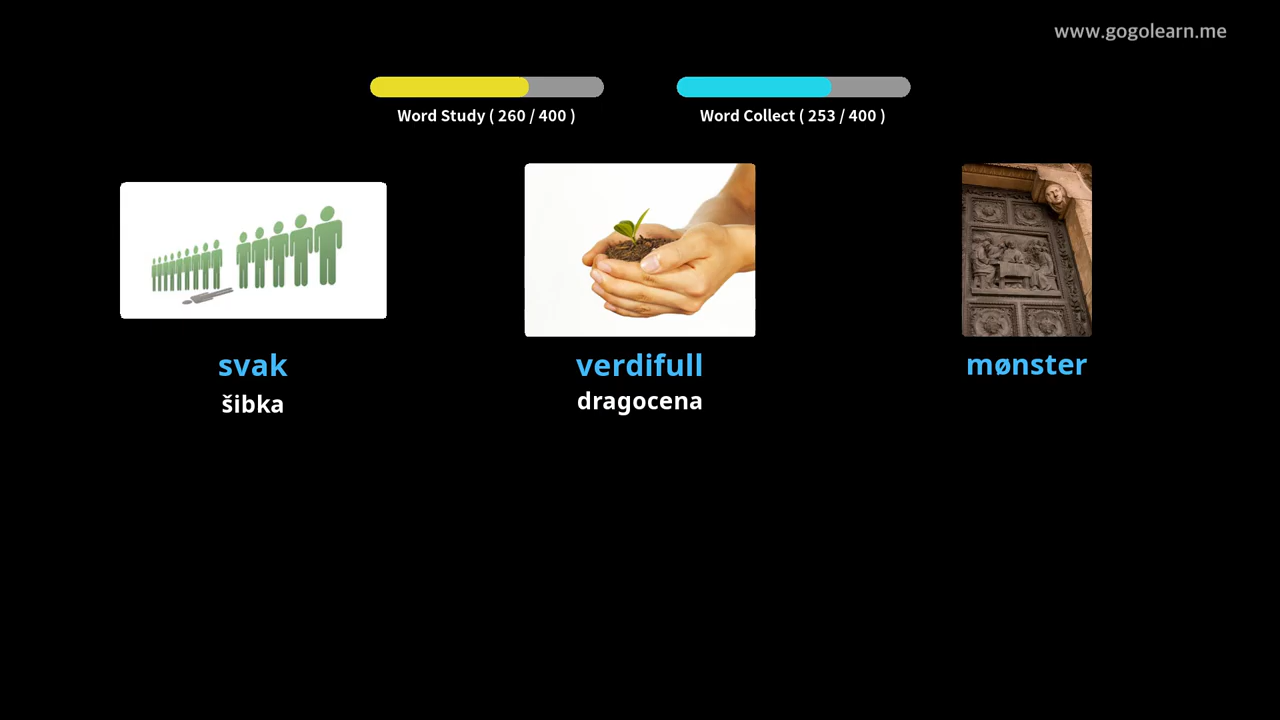 www.gogolearn.me
Word Study ( 260 / 400 )
Word Collect ( 253 / 400 )
svak
verdifull
mønster
šibka
dragocena